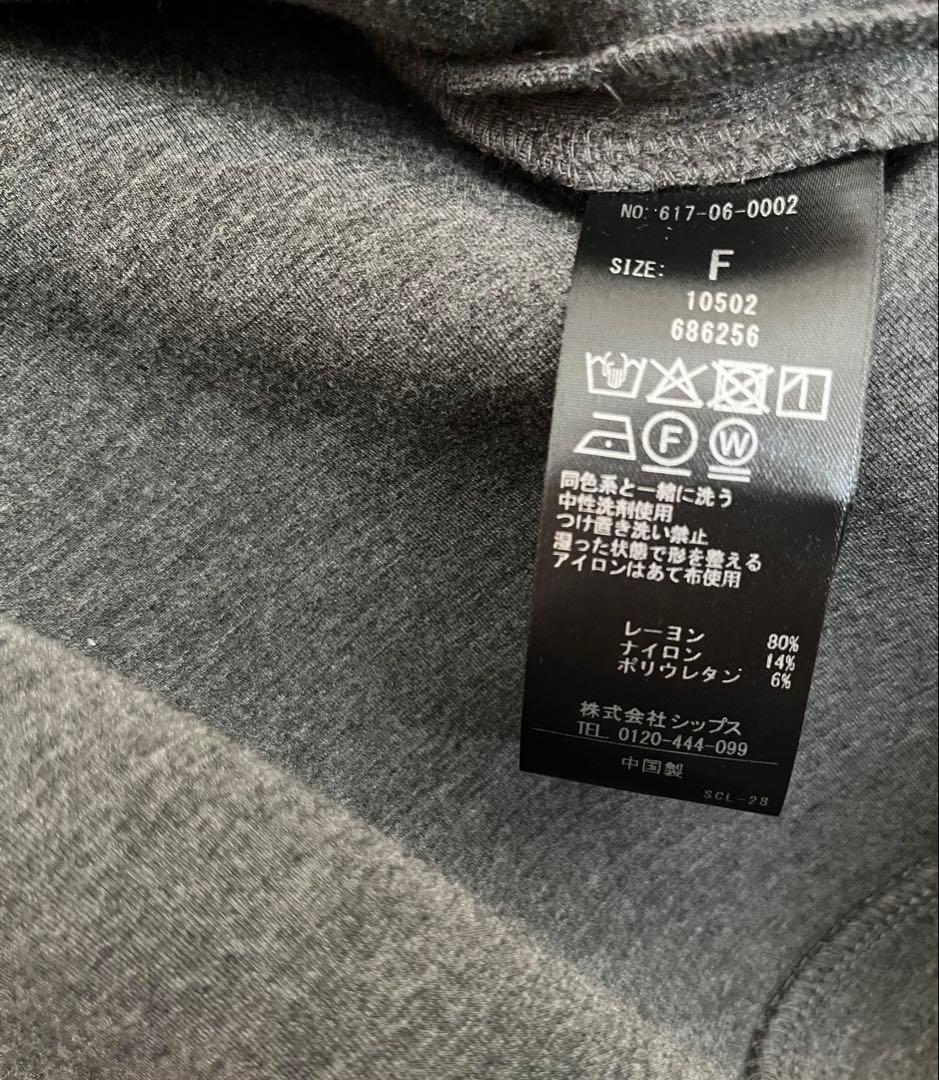 NO: 617-06-0002
SIZE: F
10502
686256
F W
同色系と一緒に洗う
中性洗剤使用
つけ置き洗い禁止
湿った状態で形を整える
アイロンはあて布使用
レーヨン 80%
ナイロン 14%
ポリウレタン 6%
株式会社シップス
TEL. 0120-444-099
中国製
SCL-28